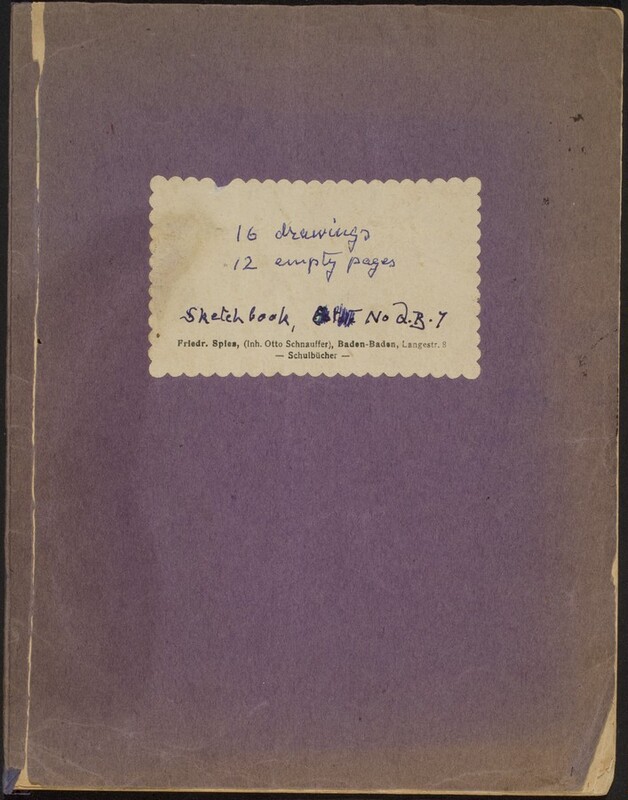 16 drawings
12 empty pages
Sketchbook, No Q.B.7
Friedr. Spies, (Inh. Otto Schnauffer), Baden-Baden, Langestr.
— Schulbücher —